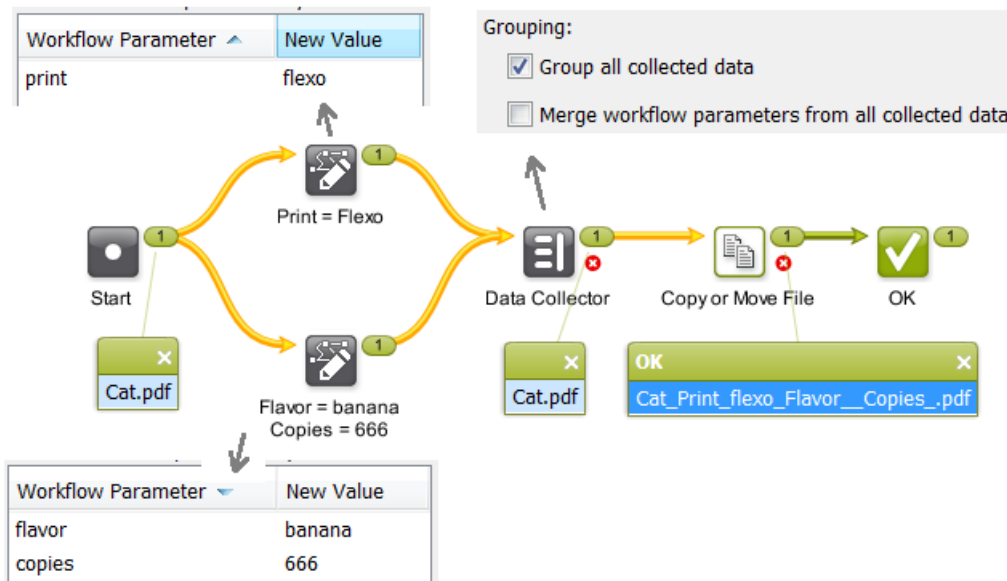 Workflow Parameter New Value
print flexo
Grouping:
Group all collected data
Merge workflow parameters from all collected data
1
Print = Flexo
1
1
1
1
Start
Data Collector
Copy or Move File
OK
1
Cat.pdf
Flavor = banana
Copies = 666
Cat.pdf
OK
Cat_Print_flexo_Flavor__Copies_.pdf
Workflow Parameter New Value
flavor banana
copies 666